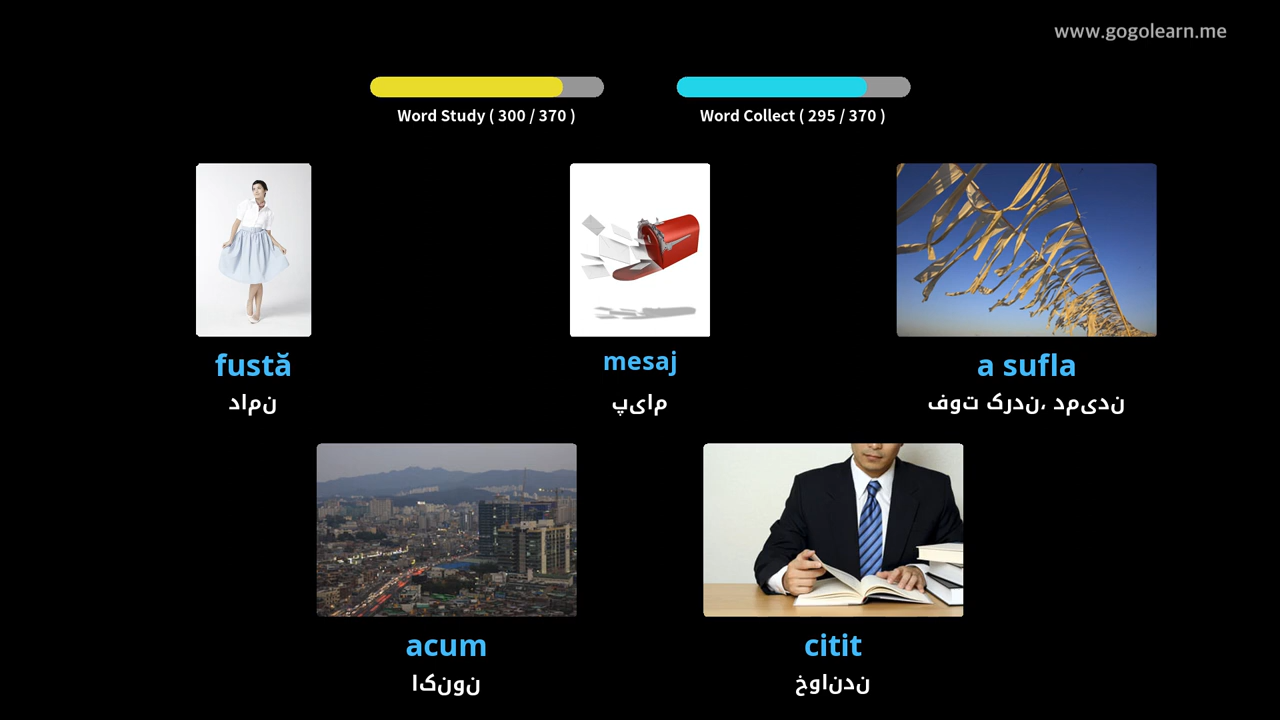 www.gogolearn.me
Word Study ( 300 / 370 )
Word Collect ( 295 / 370 )
fustă
دامن
mesaj
پیام
a sufla
فوت کردن، دمیدن
acum
اکنون
citit
خواندن